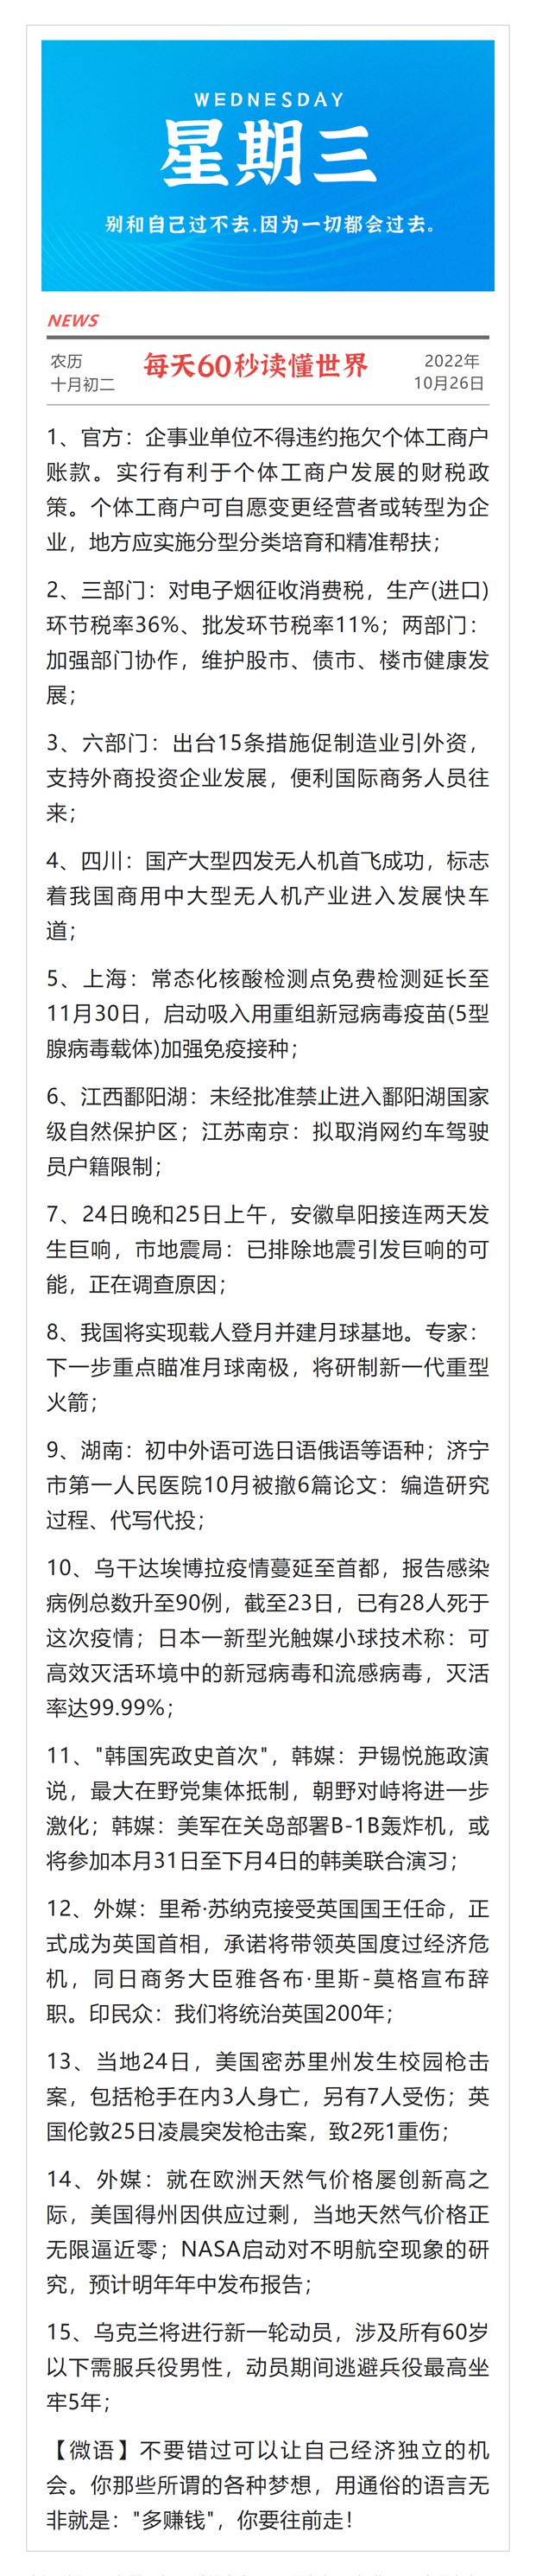 WEDNESDAY
星期三
别和自己过不去,因为一切都会过去。
NEWS
农历
十月初二
每天60秒读懂世界
2022年
10月26日
1、官方：企事业单位不得违约拖欠个体工商户
账款。实行有利于个体工商户发展的财税政
策。个体工商户可自愿变更经营者或转型为企
业，地方应实施分型分类培育和精准帮扶；
2、三部门：对电子烟征收消费税，生产(进口)
环节税率36%、批发环节税率11%；两部门：
加强部门协作，维护股市、债市、楼市健康发
展；
3、六部门：出台15条措施促制造业引外资，
支持外商投资企业发展，便利国际商务人员往
来；
4、四川：国产大型四发无人机首飞成功，标志
着我国商用中大型无人机产业进入发展快车
道；
5、上海：常态化核酸检测点免费检测延长至
11月30日，启动吸入用重组新冠病毒疫苗(5型
腺病毒载体)加强免疫接种；
6、江西鄱阳湖：未经批准禁止进入鄱阳湖国家
级自然保护区；江苏南京：拟取消网约车驾驶
员户籍限制；
7、24日晚和25日上午，安徽阜阳接连两天发
生巨响，市地震局：已排除地震引发巨响的可
能，正在调查原因；
8、我国将实现载人登月并建月球基地。专家：
下一步重点瞄准月球南极，将研制新一代重型
火箭；
9、湖南：初中外语可选日语俄语等语种；济宁
市第一人民医院10月被撤6篇论文：编造研究
过程、代写代投；
10、乌干达埃博拉疫情蔓延至首都，报告感染
病例总数升至90例，截至23日，已有28人死于
这次疫情；日本一新型光触媒小球技术称：可
高效灭活环境中的新冠病毒和流感病毒，灭活
率达99.99%；
11、"韩国宪政史首次"，韩媒：尹锡悦施政演
说，最大在野党集体抵制，朝野对峙将进一步
激化；韩媒：美军在关岛部署B-1B轰炸机，或
将参加本月31日至下月4日的韩美联合演习；
12、外媒：里希·苏纳克接受英国国王任命，正
式成为英国首相，承诺将带领英国度过经济危
机，同日商务大臣雅各布·里斯-莫格宣布辞
职。印民众：我们将统治英国200年；
13、当地24日，美国密苏里州发生校园枪击
案，包括枪手在内3人身亡，另有7人受伤；英
国伦敦25日凌晨突发枪击案，致2死1重伤；
14、外媒：就在欧洲天然气价格屡创新高之
际，美国得州因供应过剩，当地天然气价格正
无限逼近零；NASA启动对不明航空现象的研
究，预计明年年中发布报告；
15、乌克兰将进行新一轮动员，涉及所有60岁
以下需服兵役男性，动员期间逃避兵役最高坐
牢5年；
【微语】不要错过可以让自己经济独立的机
会。你那些所谓的各种梦想，用通俗的语言无
非就是："多赚钱"，你要往前走！